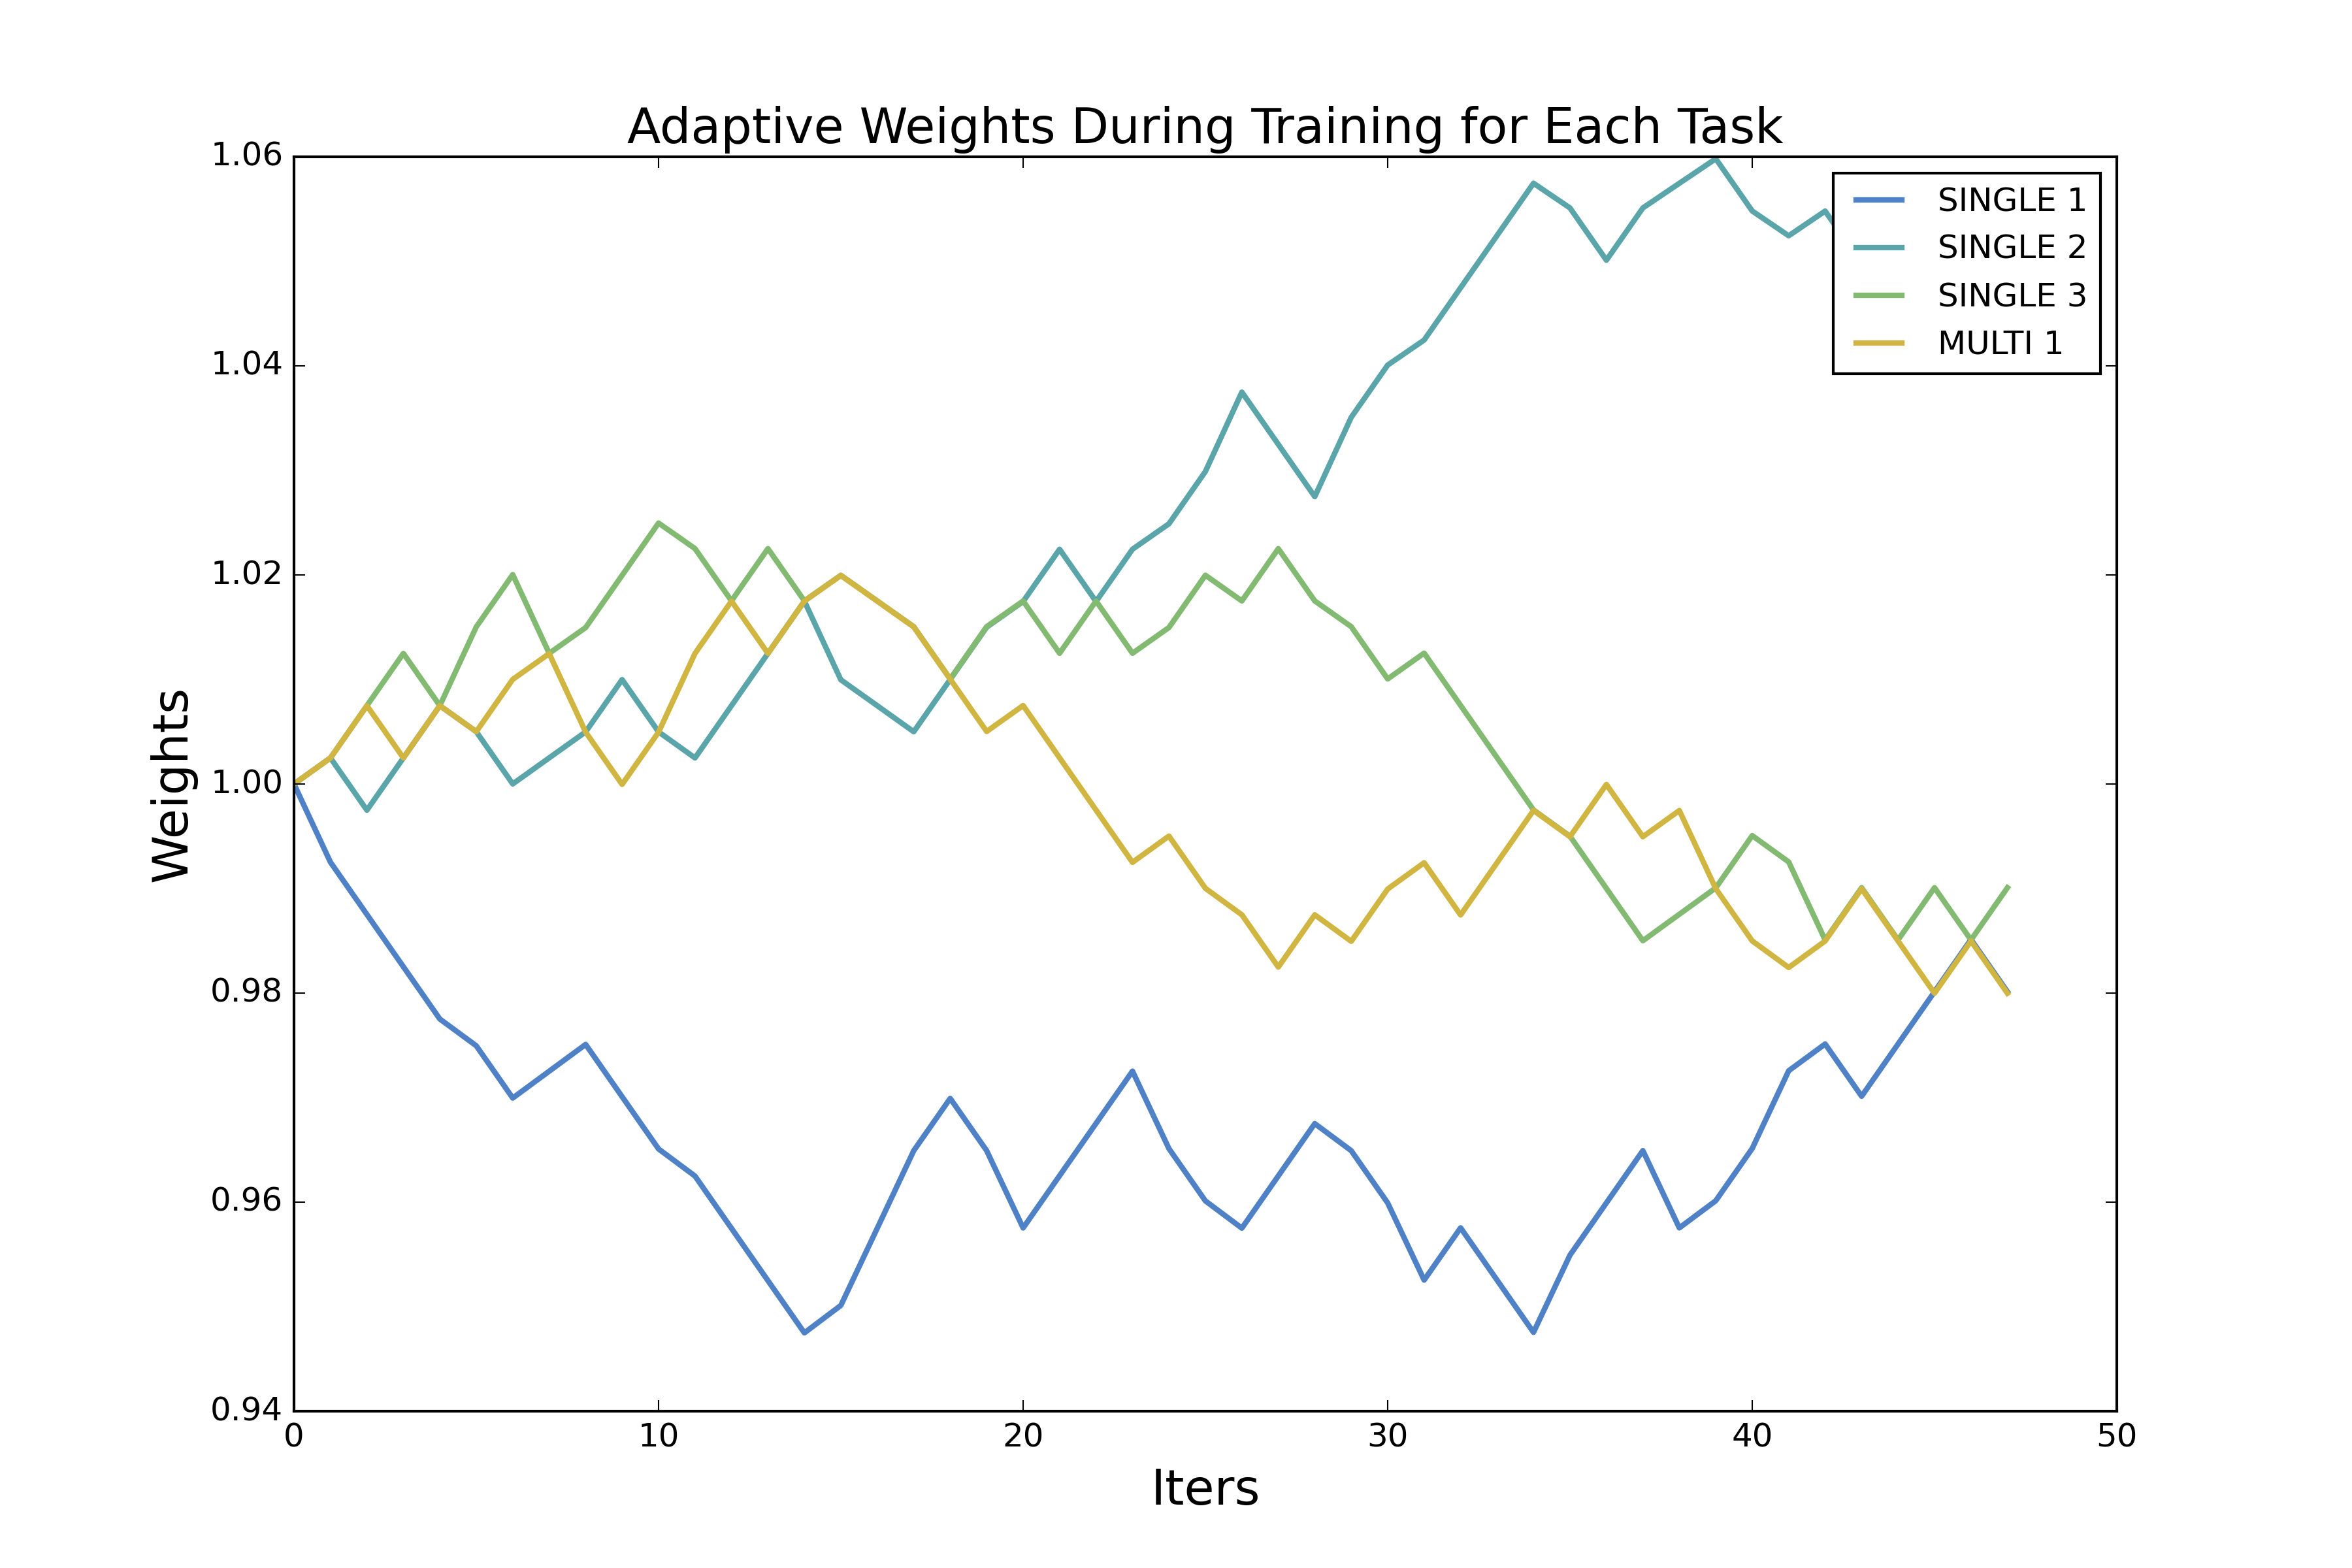 Adaptive Weights During Training for Each Task
1.06
1.04
1.02
1.00
0.98
0.96
0.94
Weights
SINGLE 1
SINGLE 2
SINGLE 3
MULTI 1
0 10 20 30 40 50
Iters